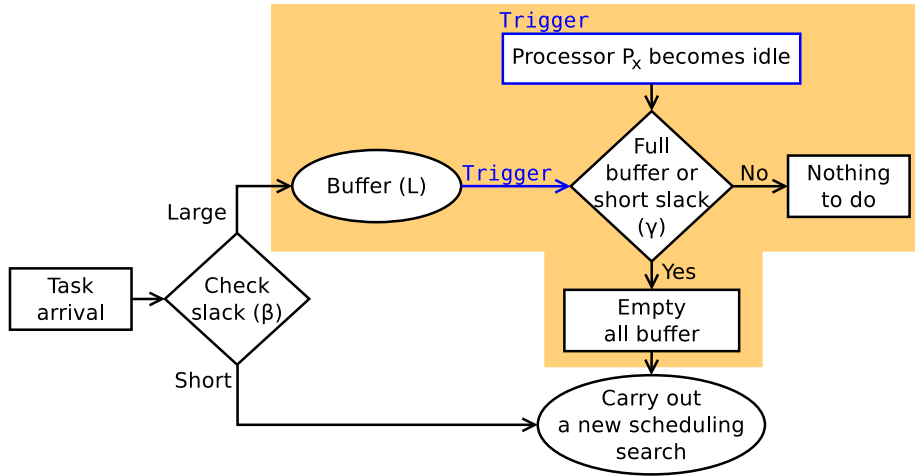 Trigger
Processor Px becomes idle
Full
buffer or
short slack
(γ)
Buffer (L)
Trigger
No
Nothing
to do
Large
Task
arrival
Check
slack (β)
Yes
Empty
all buffer
Short
Carry out
a new scheduling
search